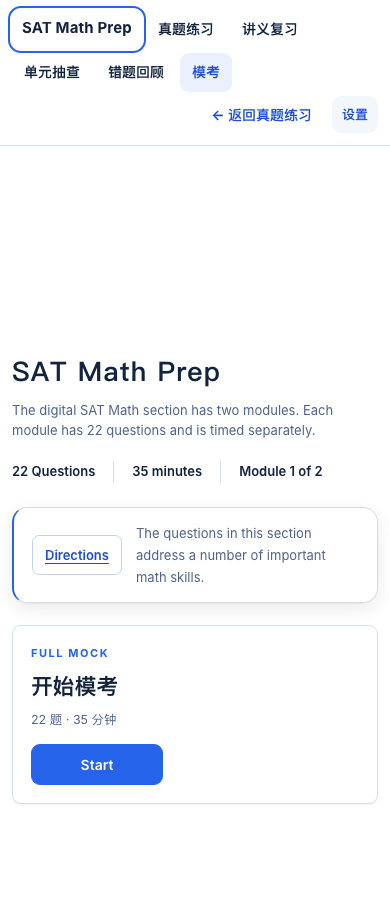 SAT Math Prep 真题练习 讲义复习
单元抽查 错题回顾 模考
← 返回真题练习 设置
SAT Math Prep
The digital SAT Math section has two modules. Each
module has 22 questions and is timed separately.
22 Questions 35 minutes Module 1 of 2
Directions
The questions in this section
address a number of important
math skills.
FULL MOCK
开始模考
22 题 · 35 分钟
Start